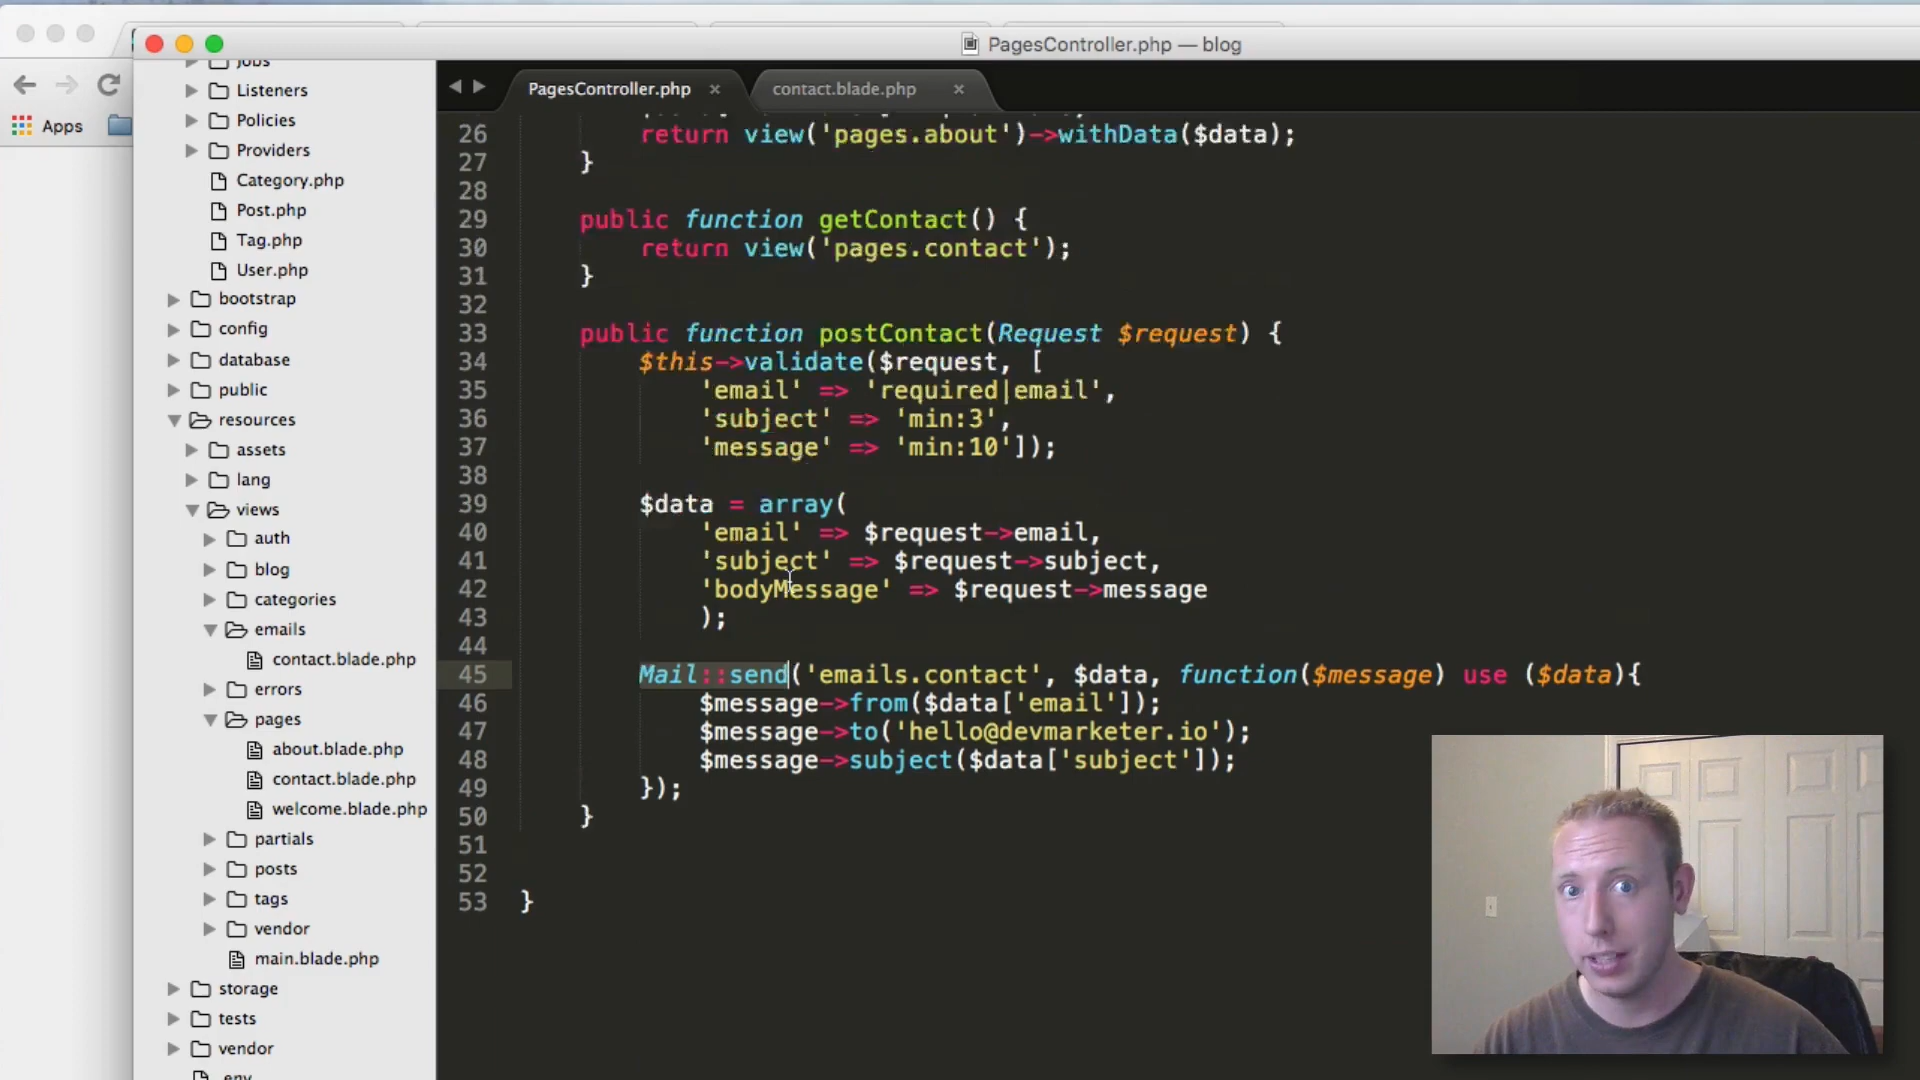 PagesController.php — blog
Apps
Jobs
Listeners
Policies
Providers
Category.php
Post.php
Tag.php
User.php
bootstrap
config
database
public
resources
assets
lang
views
auth
blog
categories
emails
contact.blade.php
errors
pages
about.blade.php
contact.blade.php
welcome.blade.php
partials
posts
tags
vendor
main.blade.php
storage
tests
vendor
.env
PagesController.php × contact.blade.php ×
26 return view('pages.about')->withData($data);
27 }
28
29 public function getContact() {
30 return view('pages.contact');
31 }
32
33 public function postContact(Request $request) {
34 $this->validate($request, [
35 'email' => 'required|email',
36 'subject' => 'min:3',
37 'message' => 'min:10']);
38
39 $data = array(
40 'email' => $request->email,
41 'subject' => $request->subject,
42 'bodyMessage' => $request->message
43 );
44
45 Mail::send('emails.contact', $data, function($message) use ($data){
46 $message->from($data['email']);
47 $message->to('hello@devmarketer.io');
48 $message->subject($data['subject']);
49 });
50 }
51
52
53 }